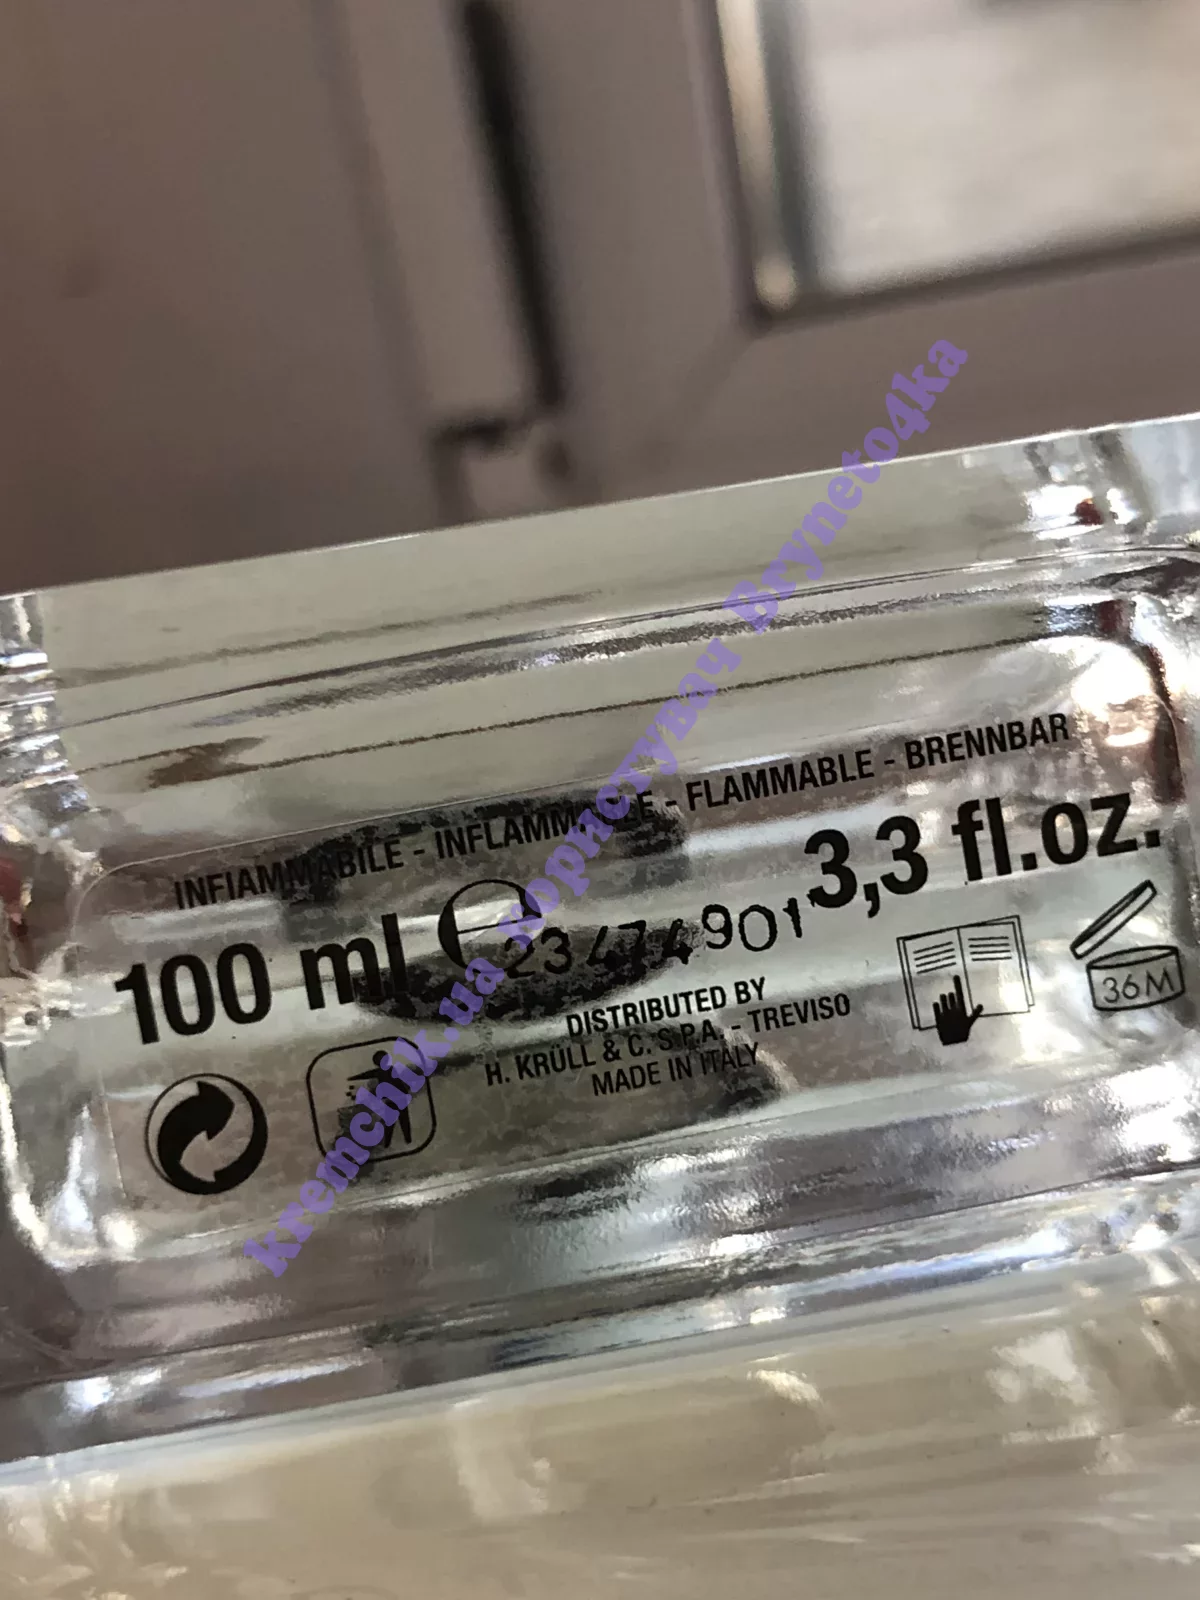 INFIAMMABILE - INFLAMMABLE - FLAMMABLE - BRENNBAR
100 ml ℮ 3,3 fl.oz.
23474901
DISTRIBUTED BY
H. KRÜLL & C. S.P.A. - TREVISO
MADE IN ITALY
36M
kremchik.ua користувач Bryneto4ka